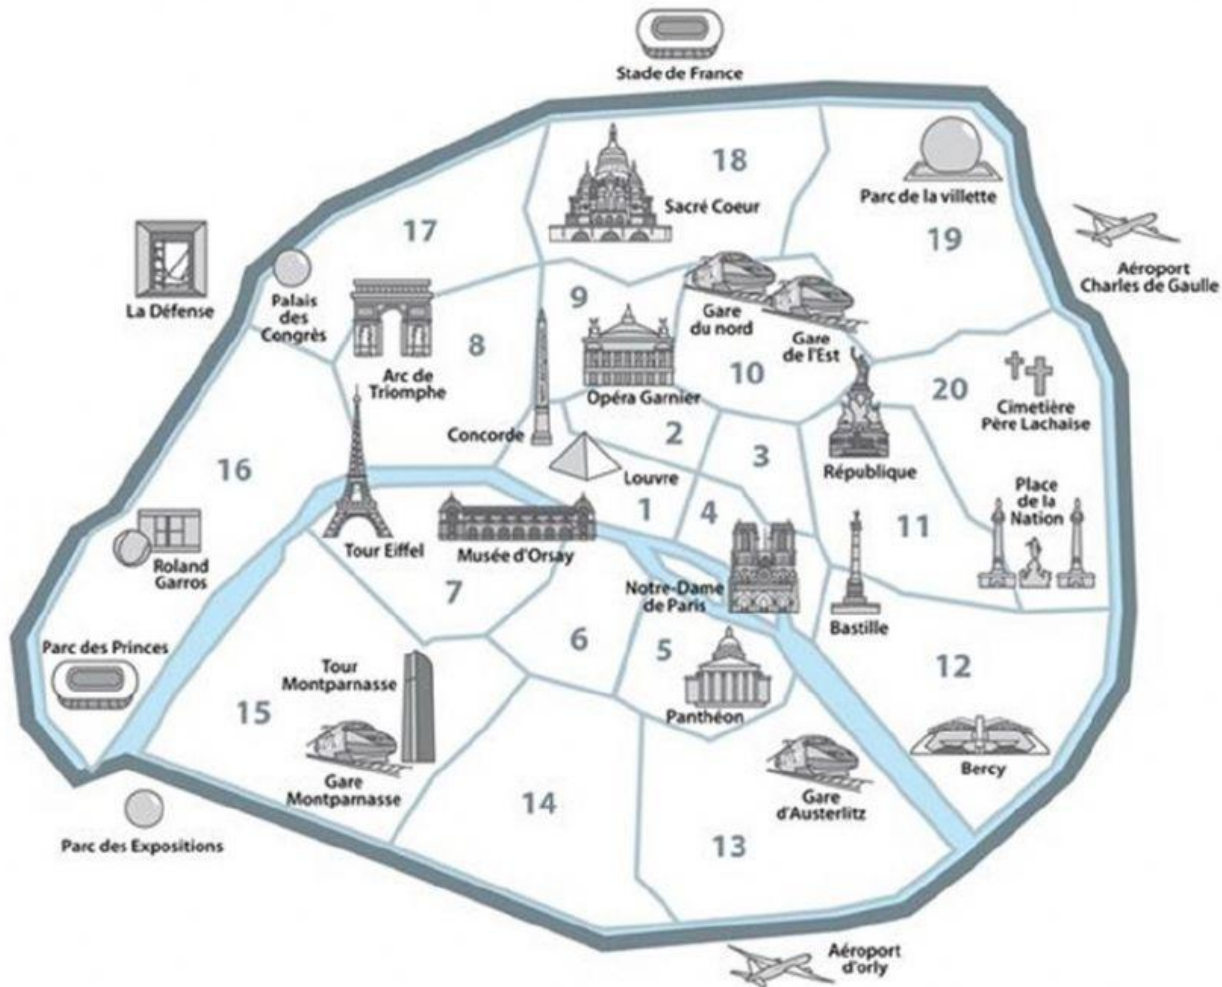 Stade de France
18
Sacré Coeur
Parc de la villette
17
19
Aéroport
Charles de Gaulle
La Défense
Palais
des
Congrès
9
Gare
du nord
Gare
de l'Est
8
Arc de
Triomphe
10
20
Opéra Garnier
Cimetière
Père Lachaise
Concorde
2
3
16
Louvre
République
1
4
11
Place
de la
Nation
Tour Eiffel
Musée d'Orsay
Roland
Garros
7
Notre-Dame
de Paris
Bastille
6
5
12
Parc des Princes
Tour
Montparnasse
15
Panthéon
Gare
Montparnasse
14
Gare
d'Austerlitz
Bercy
13
Parc des Expositions
Aéroport
d'orly